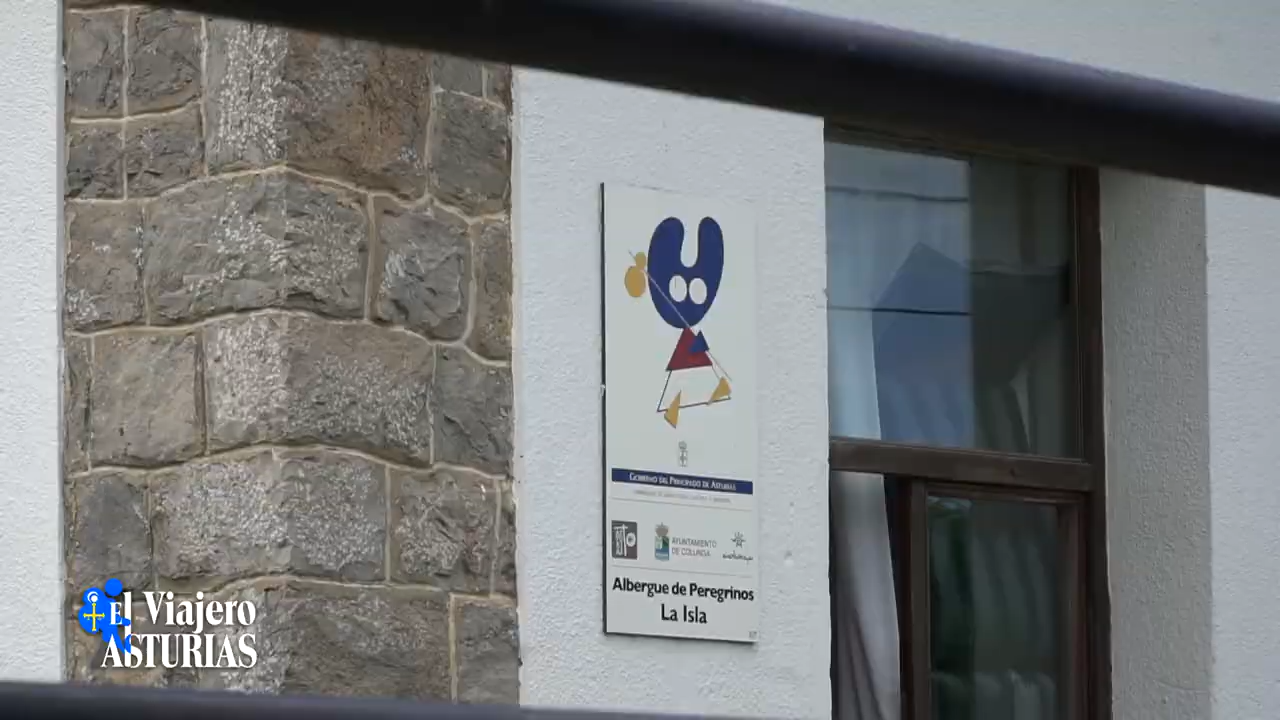 GOBIERNO DEL PRINCIPADO DE ASTURIAS
AYUNTAMIENTO
DE COLUNGA
Albergue de Peregrinos
La Isla
El Viajero
ASTURIAS